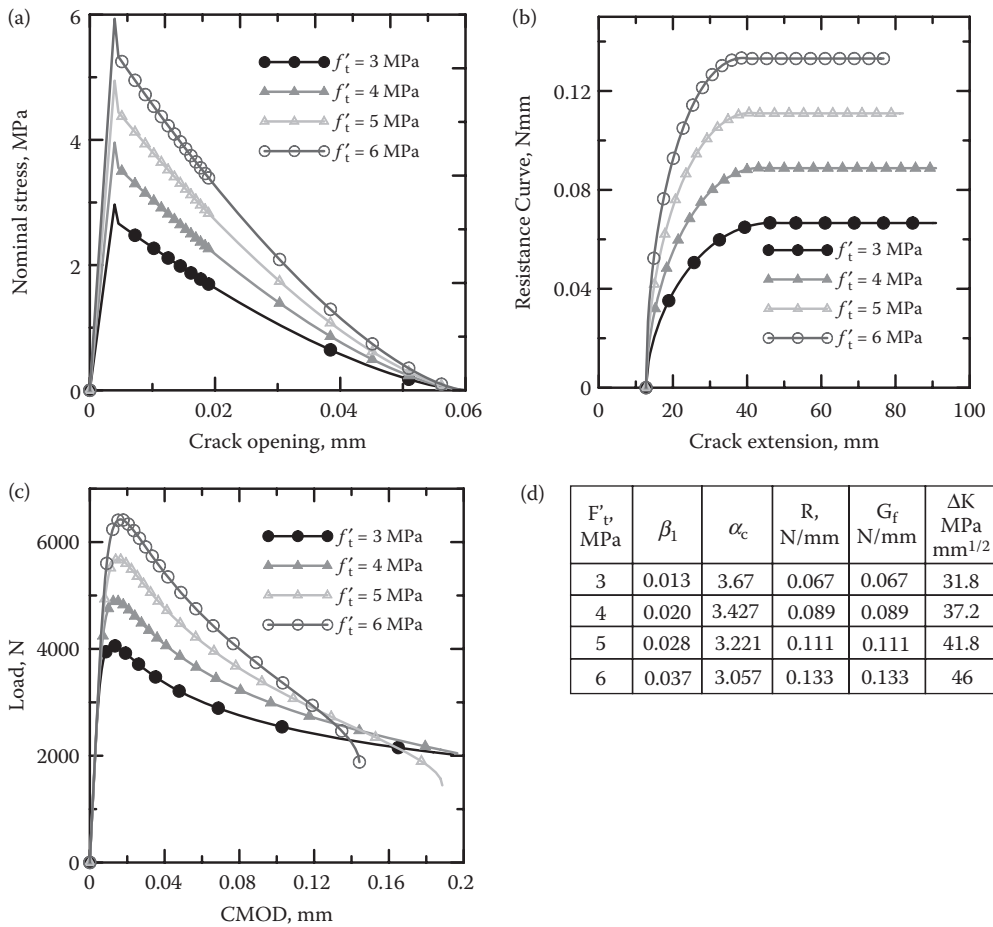 (a)
6
4
2
0
Nominal stress, MPa
f′t = 3 MPa
f′t = 4 MPa
f′t = 5 MPa
f′t = 6 MPa
0
0.02
0.04
0.06
Crack opening, mm
(b)
0.12
0.08
0.04
0
Resistance Curve, Nmm
f′t = 3 MPa
f′t = 4 MPa
f′t = 5 MPa
f′t = 6 MPa
0
20
40
60
80
100
Crack extension, mm
(c)
6000
4000
2000
0
Load, N
f′t = 3 MPa
f′t = 4 MPa
f′t = 5 MPa
f′t = 6 MPa
0
0.04
0.08
0.12
0.16
0.2
CMOD, mm
(d)
F't, MPa β1 αc R, N/mm Gf N/mm ΔK MPa mm1/2
3 0.013 3.67 0.067 0.067 31.8
4 0.020 3.427 0.089 0.089 37.2
5 0.028 3.221 0.111 0.111 41.8
6 0.037 3.057 0.133 0.133 46